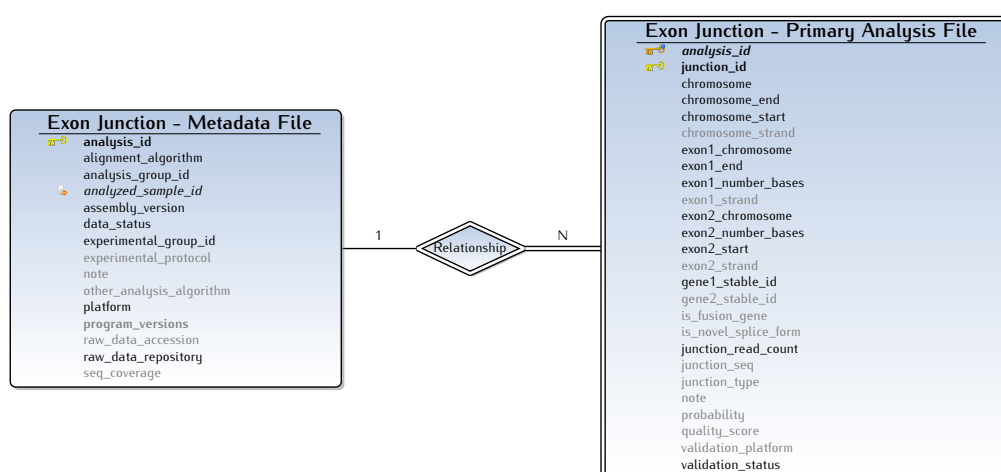 Exon Junction - Metadata File
analysis_id
alignment_algorithm
analysis_group_id
analyzed_sample_id
assembly_version
data_status
experimental_group_id
experimental_protocol
note
other_analysis_algorithm
platform
program_versions
raw_data_accession
raw_data_repository
seq_coverage
1
Relationship
N
Exon Junction - Primary Analysis File
analysis_id
junction_id
chromosome
chromosome_end
chromosome_start
chromosome_strand
exon1_chromosome
exon1_end
exon1_number_bases
exon1_strand
exon2_chromosome
exon2_number_bases
exon2_start
exon2_strand
gene1_stable_id
gene2_stable_id
is_fusion_gene
is_novel_splice_form
junction_read_count
junction_seq
junction_type
note
probability
quality_score
validation_platform
validation_status